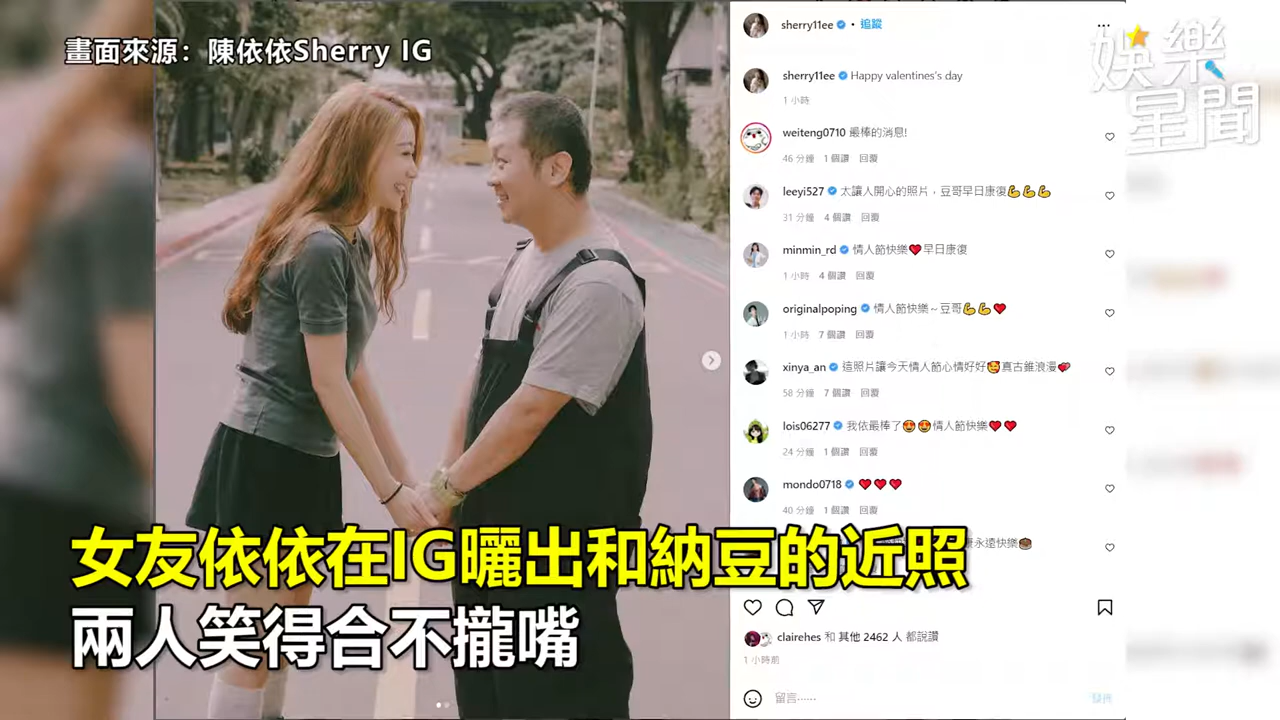 畫面來源：陳依依Sherry IG
娛樂
星聞
sherry11ee • 追蹤
sherry11ee Happy valentines's day
1 小時
weiteng0710 最棒的消息!
46 分鐘 1 個讚 回覆
leeyi527 太讓人開心的照片，豆哥早日康復💪💪💪
31 分鐘 4 個讚 回覆
minmin_rd 情人節快樂❤️早日康復
1 小時 4 個讚 回覆
originalpoping 情人節快樂～豆哥💪💪❤️
1 小時 7 個讚 回覆
xinya_an 這照片讓今天情人節心情好好🥰真古錐浪漫💕
58 分鐘 7 個讚 回覆
lois06277 我依最棒了😍😍情人節快樂❤️❤️
24 分鐘 1 個讚 回覆
mondo0718 ❤️❤️❤️
40 分鐘 1 個讚 回覆
永遠快樂🎂
女友依依在IG曬出和納豆的近照
兩人笑得合不攏嘴
clairehes 和 其他 2462 人 都說讚
1 小時前
留言......
發佈